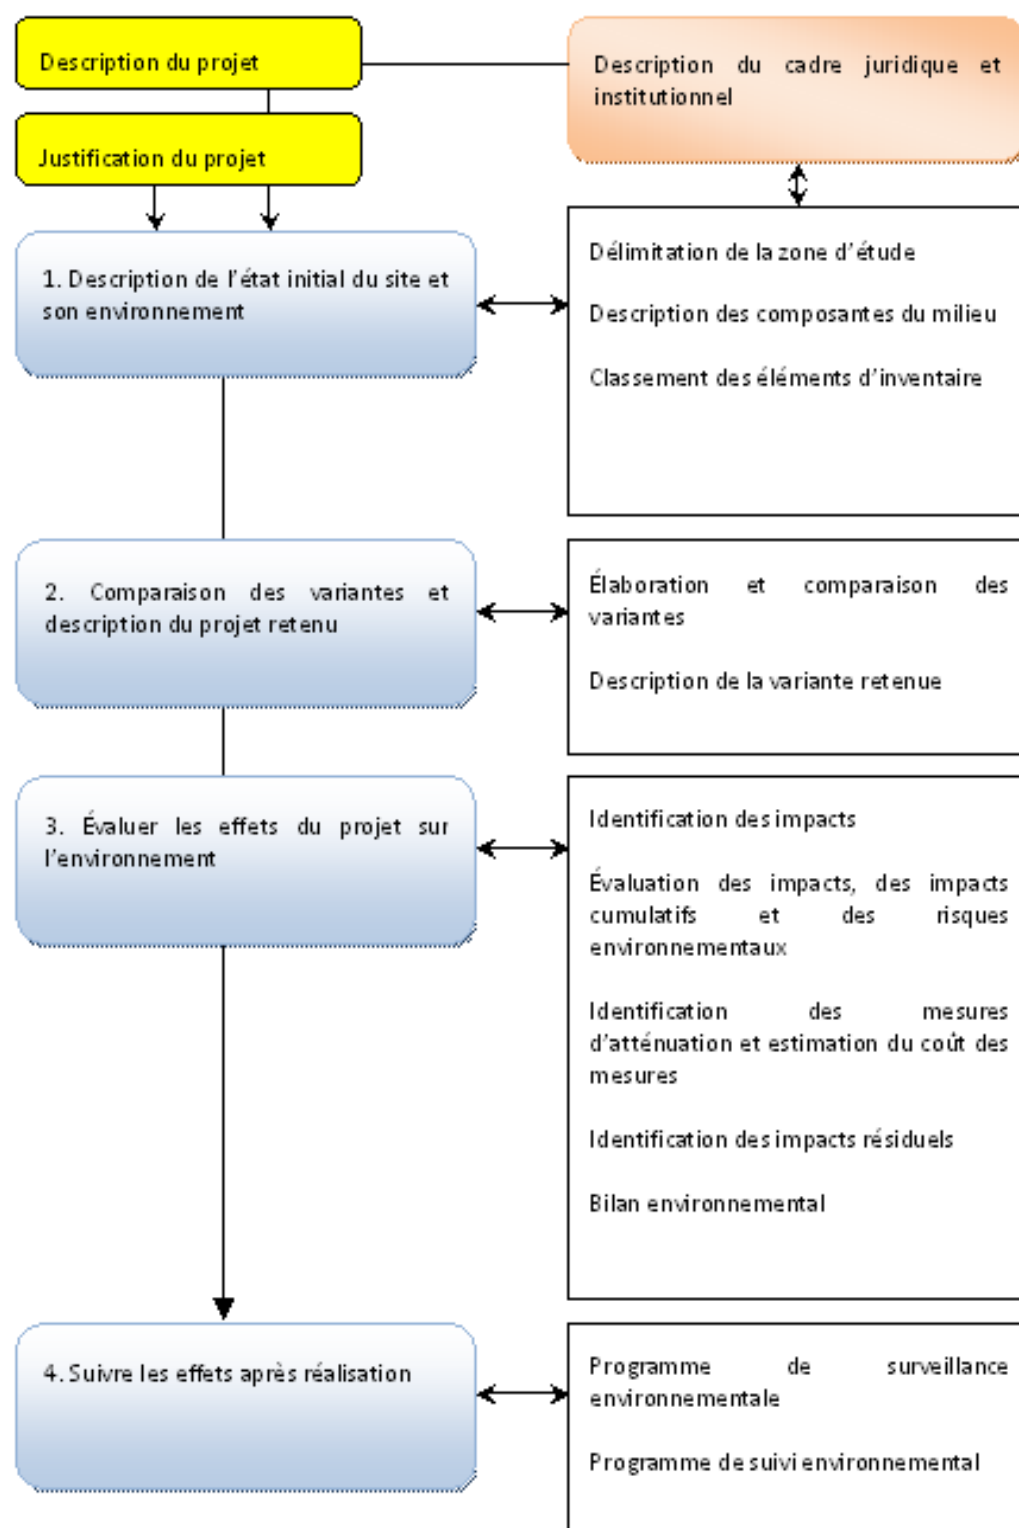 Description du projet
Description du cadre juridique et
institutionnel
Justification du projet
1. Description de l'état initial du site et
son environnement
Délimitation de la zone d'étude
Description des composantes du milieu
Classement des éléments d'inventaire
2. Comparaison des variantes et
description du projet retenu
Élaboration et comparaison des
variantes
Description de la variante retenue
3. Évaluer les effets du projet sur
l'environnement
Identification des impacts
Évaluation des impacts, des impacts
cumulatifs et des risques
environnementaux
Identification des mesures
d'atténuation et estimation du coût des
mesures
Identification des impacts résiduels
Bilan environnemental
4. Suivre les effets après réalisation
Programme de surveillance
environnementale
Programme de suivi environnemental